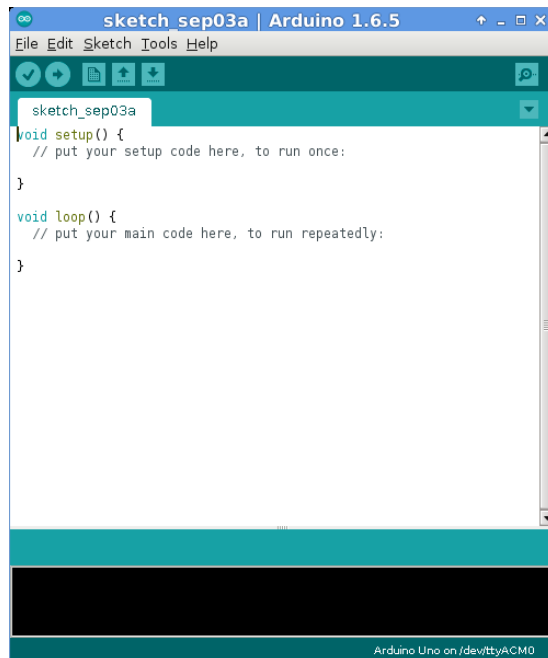 sketch_sep03a | Arduino 1.6.5
File Edit Sketch Tools Help
sketch_sep03a
void setup() {
  // put your setup code here, to run once:
}
void loop() {
  // put your main code here, to run repeatedly:
}
Arduino Uno on /dev/ttyACM0